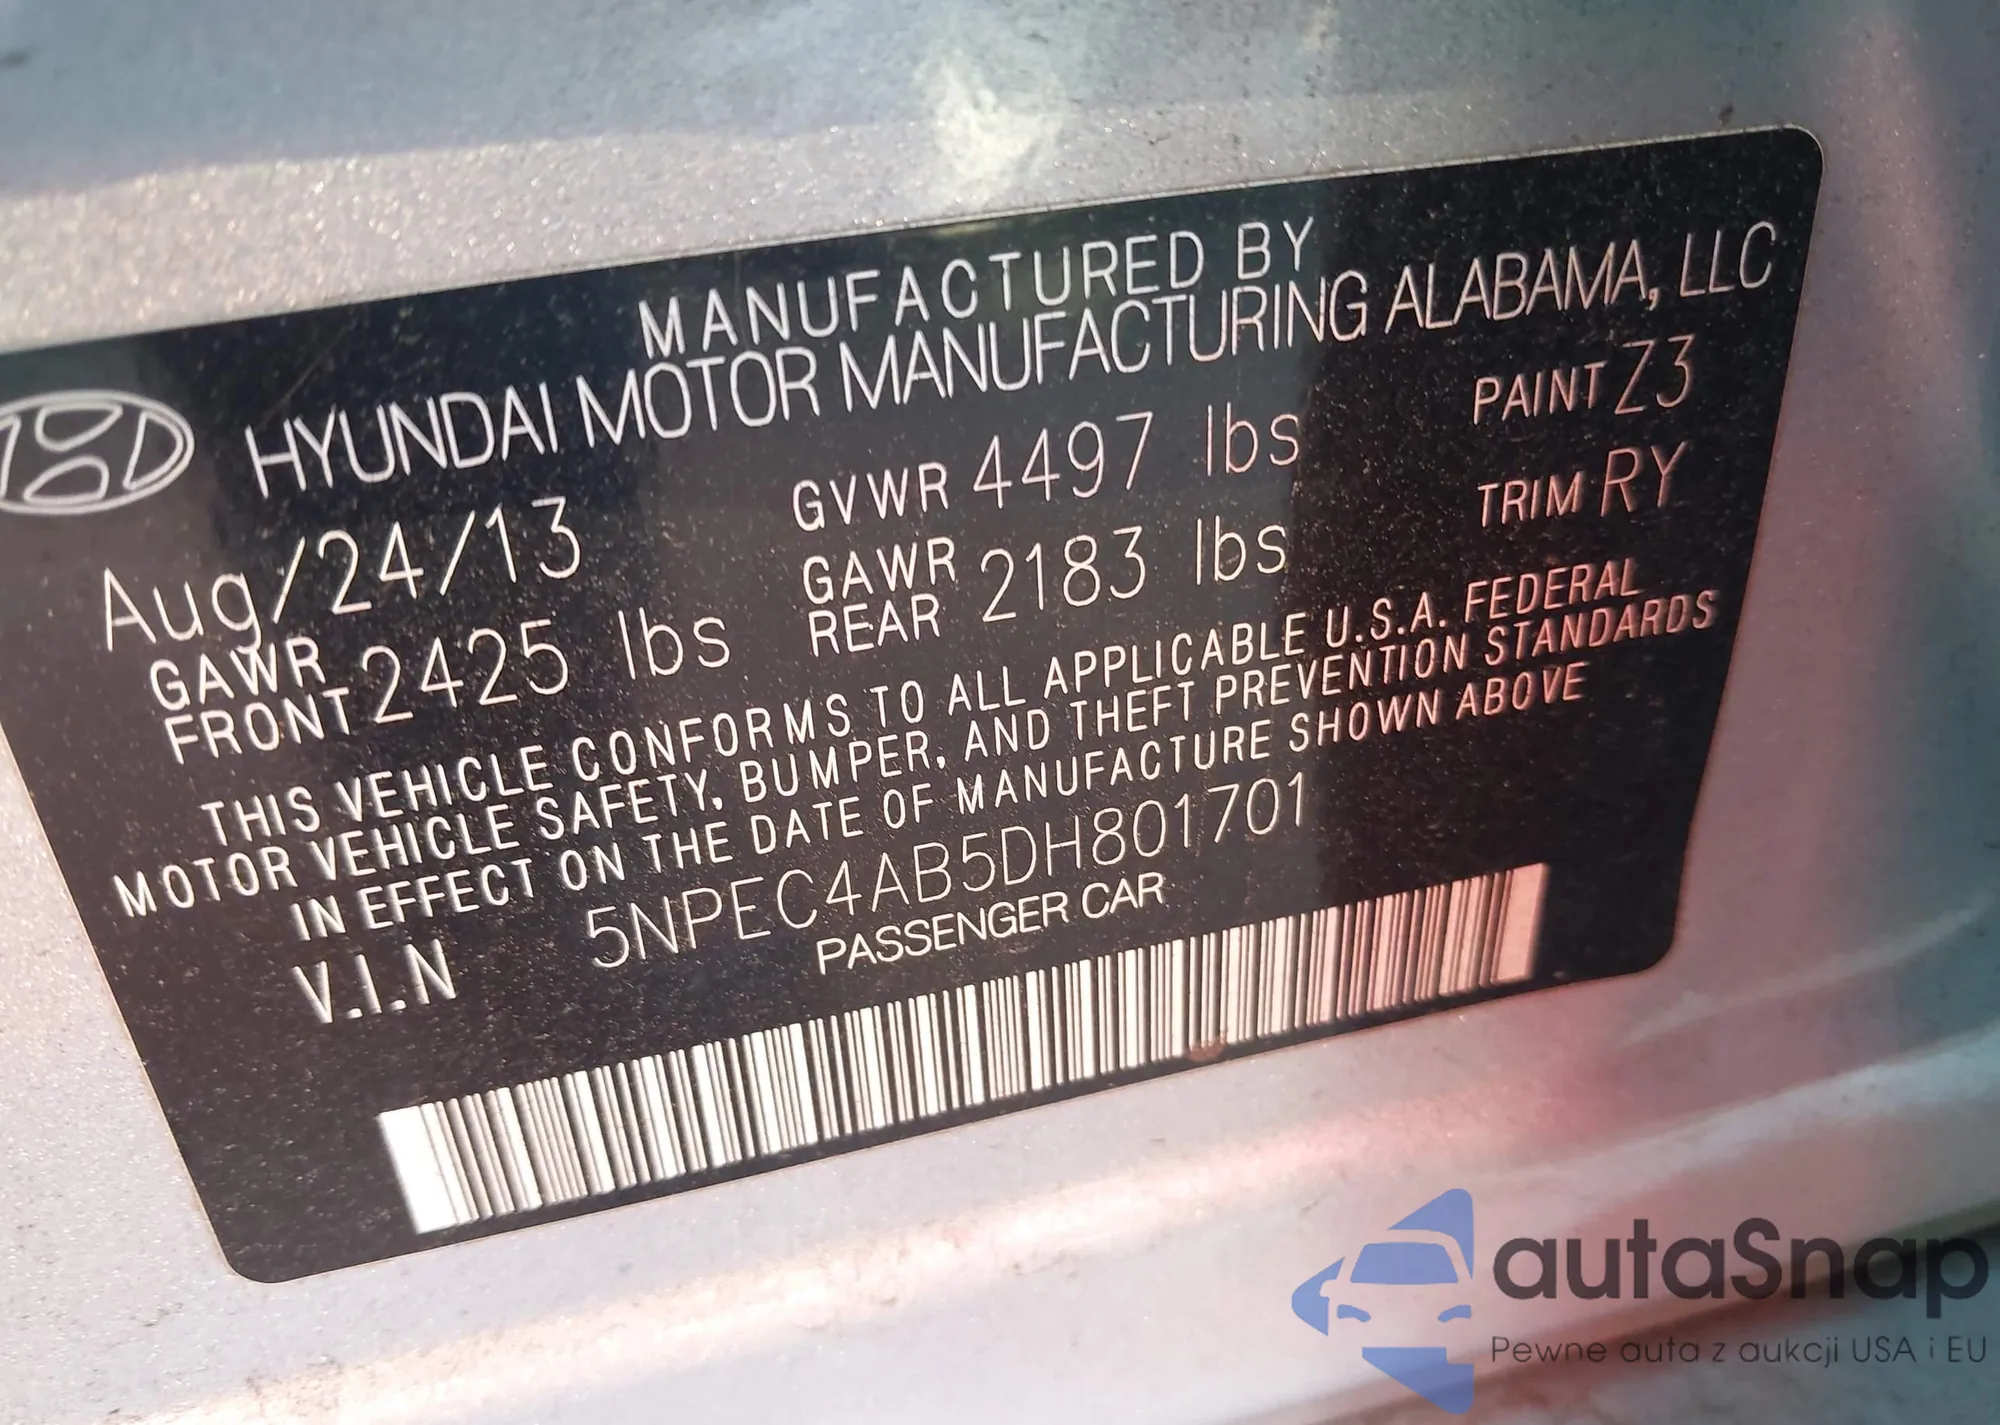 MANUFACTURED BY
HYUNDAI MOTOR MANUFACTURING ALABAMA, LLC
Aug/24/13 GVWR 4497 lbs PAINT Z3
GAWR FRONT 2425 lbs GAWR REAR 2183 lbs TRIM RY
THIS VEHICLE CONFORMS TO ALL APPLICABLE U.S.A. FEDERAL
MOTOR VEHICLE SAFETY, BUMPER, AND THEFT PREVENTION STANDARDS
IN EFFECT ON THE DATE OF MANUFACTURE SHOWN ABOVE
V.I.N 5NPEC4AB5DH801701
PASSENGER CAR
autaSnap
Pewne auta z aukcji USA i EU